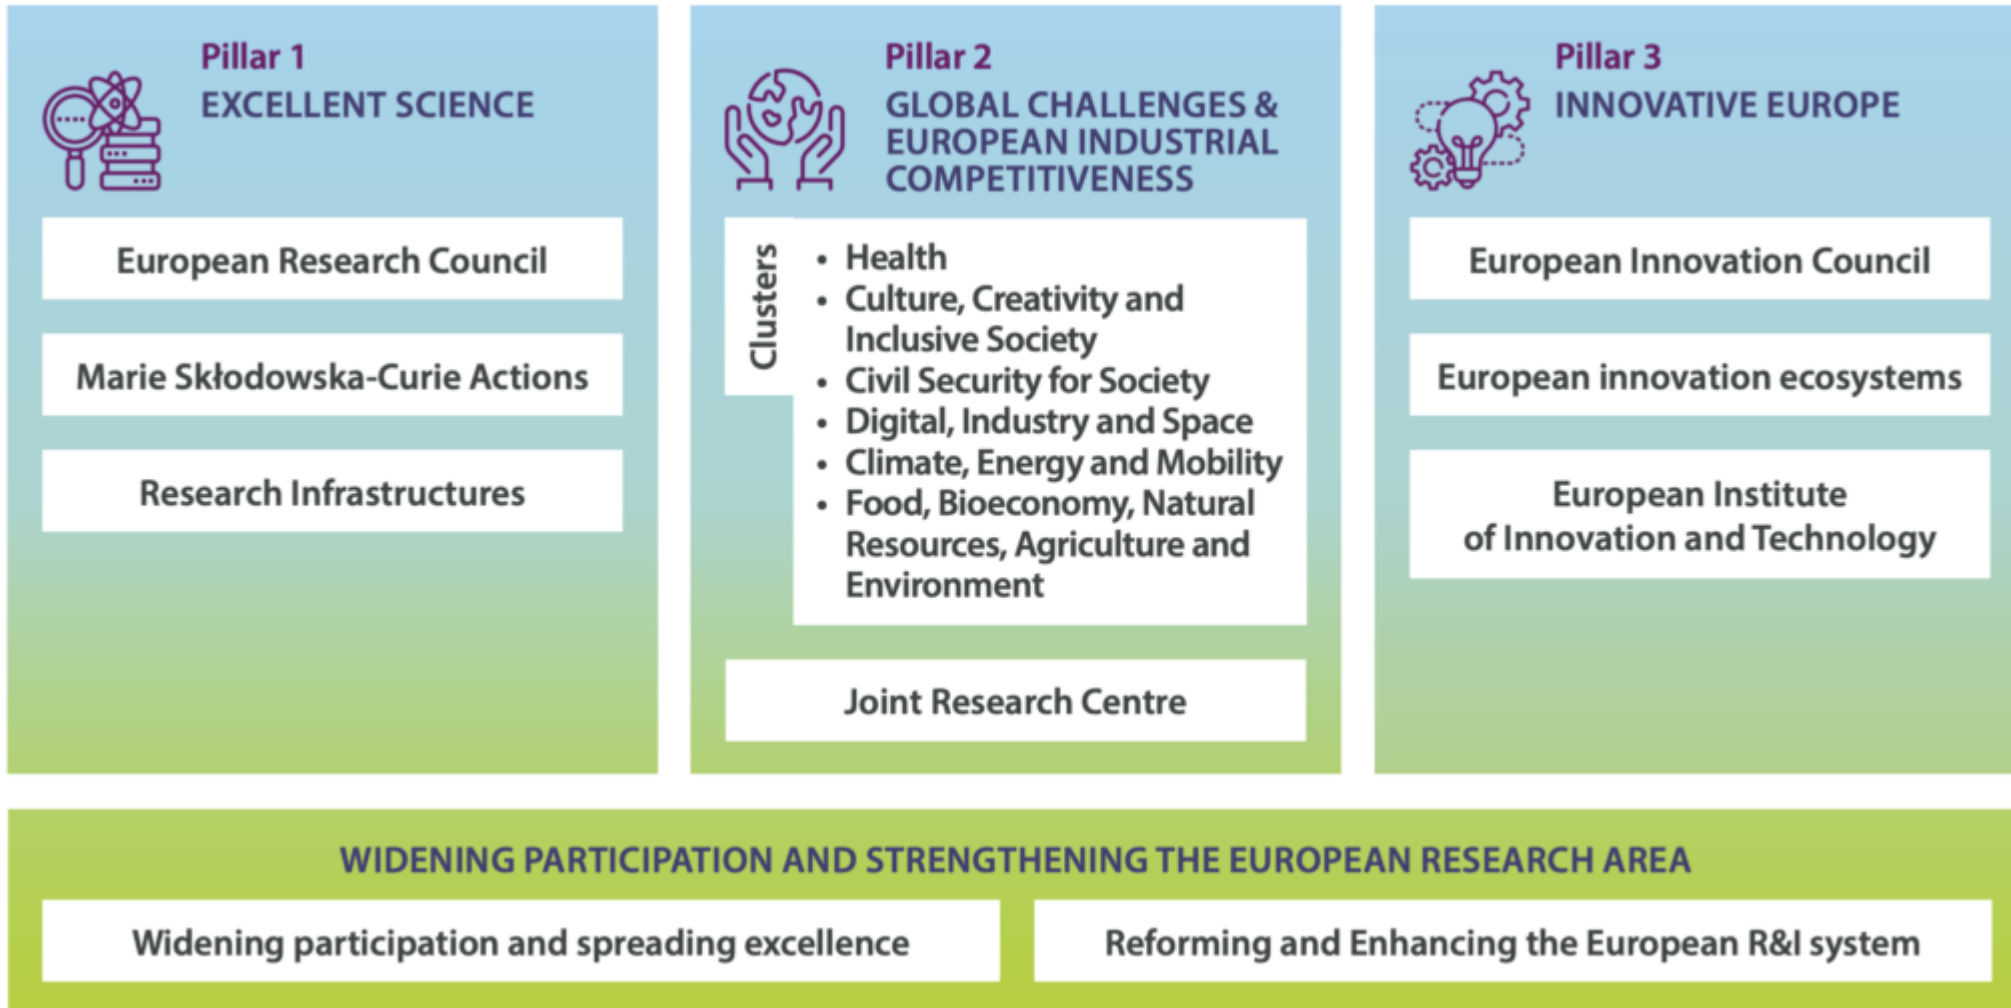 Pillar 1
EXCELLENT SCIENCE
European Research Council
Marie Skłodowska-Curie Actions
Research Infrastructures
Pillar 2
GLOBAL CHALLENGES &
EUROPEAN INDUSTRIAL
COMPETITIVENESS
Clusters
• Health
• Culture, Creativity and
Inclusive Society
• Civil Security for Society
• Digital, Industry and Space
• Climate, Energy and Mobility
• Food, Bioeconomy, Natural
Resources, Agriculture and
Environment
Joint Research Centre
Pillar 3
INNOVATIVE EUROPE
European Innovation Council
European innovation ecosystems
European Institute
of Innovation and Technology
WIDENING PARTICIPATION AND STRENGTHENING THE EUROPEAN RESEARCH AREA
Widening participation and spreading excellence
Reforming and Enhancing the European R&I system